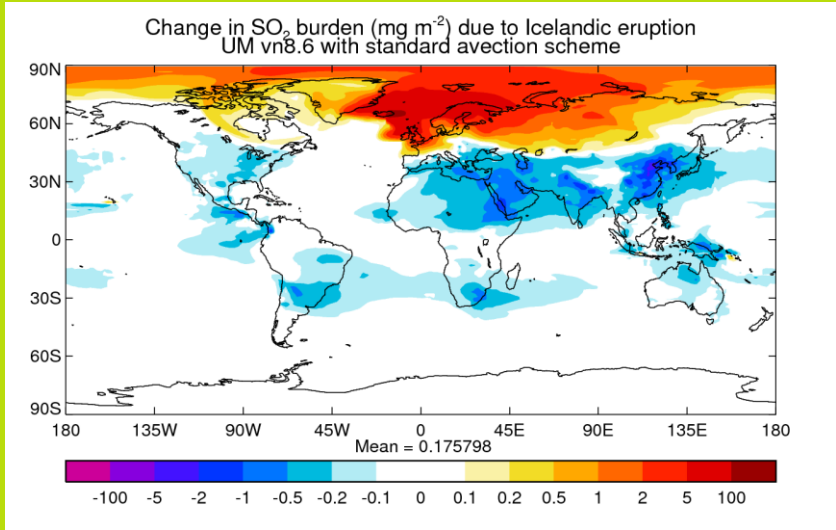 Change in SO₂ burden (mg m⁻²) due to Icelandic eruption
UM vn8.6 with standard avection scheme
90N
60N
30N
0
30S
60S
90S
180 135W 90W 45W 0 45E 90E 135E 180
Mean = 0.175798
-100 -5 -2 -1 -0.5 -0.2 -0.1 0 0.1 0.2 0.5 1 2 5 100